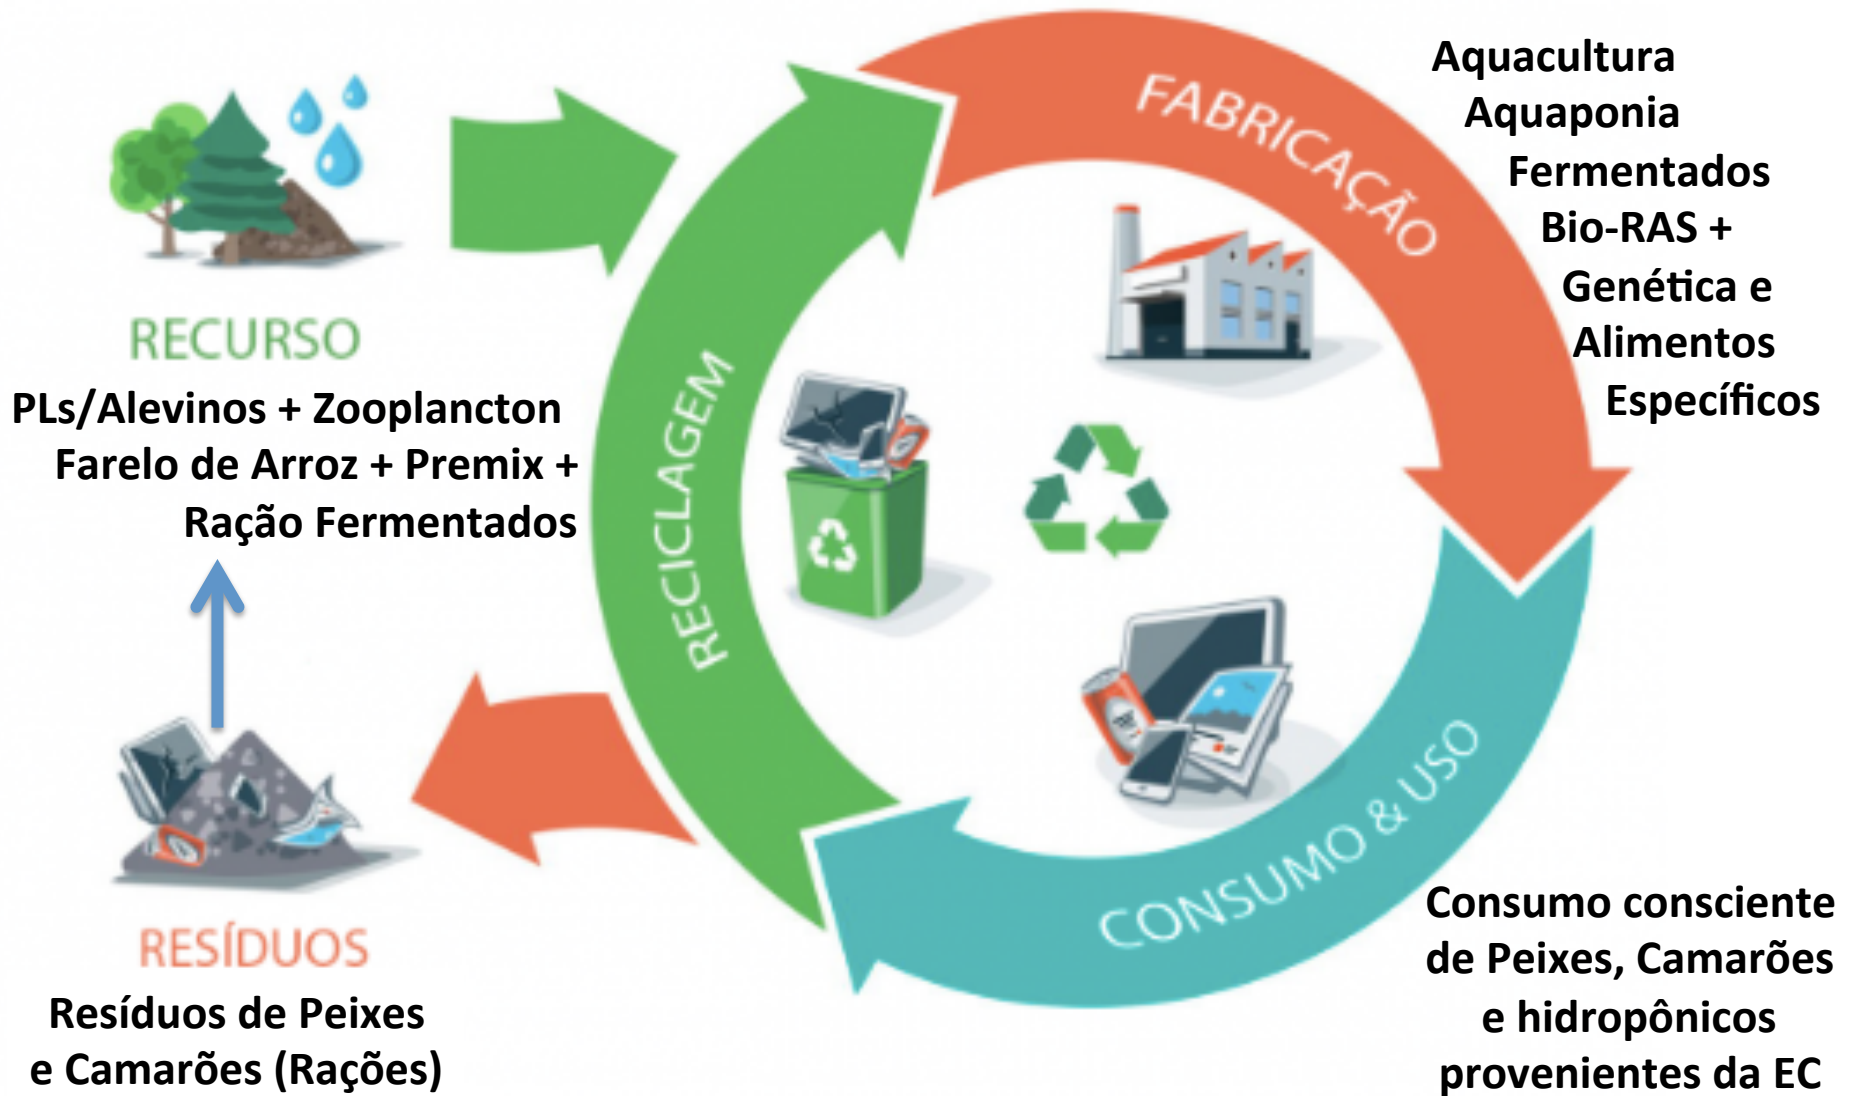 RECURSO
PLs/Alevinos + Zooplancton
Farelo de Arroz + Premix +
Ração Fermentados
RESÍDUOS
Resíduos de Peixes
e Camarões (Rações)
RECICLAGEM
FABRICAÇÃO
CONSUMO & USO
Aquacultura
Aquaponia
Fermentados
Bio-RAS +
Genética e
Alimentos
Específicos
Consumo consciente
de Peixes, Camarões
e hidropônicos
provenientes da EC